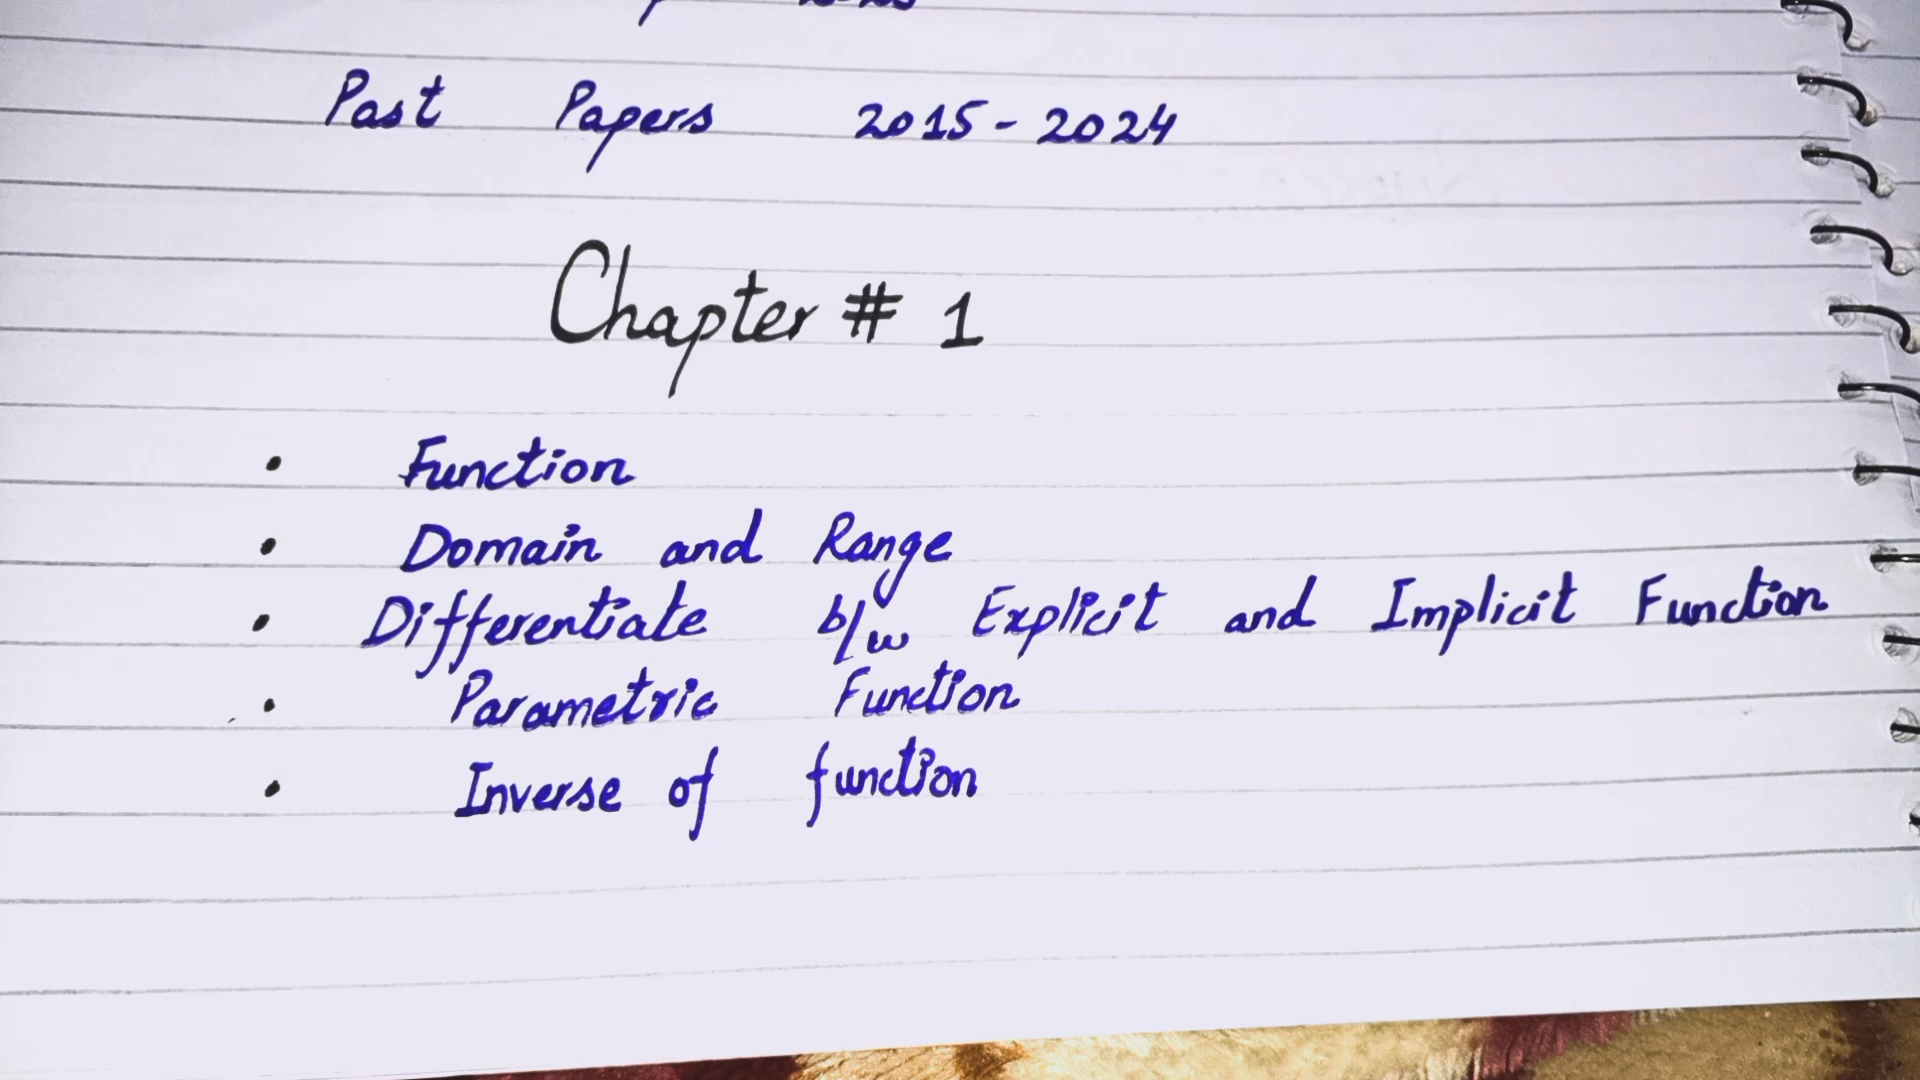 Past Papers 2015-2024
Chapter # 1
• Function
• Domain and Range
• Differentiate b/w Explicit and Implicit Function
• Parametric Function
• Inverse of function